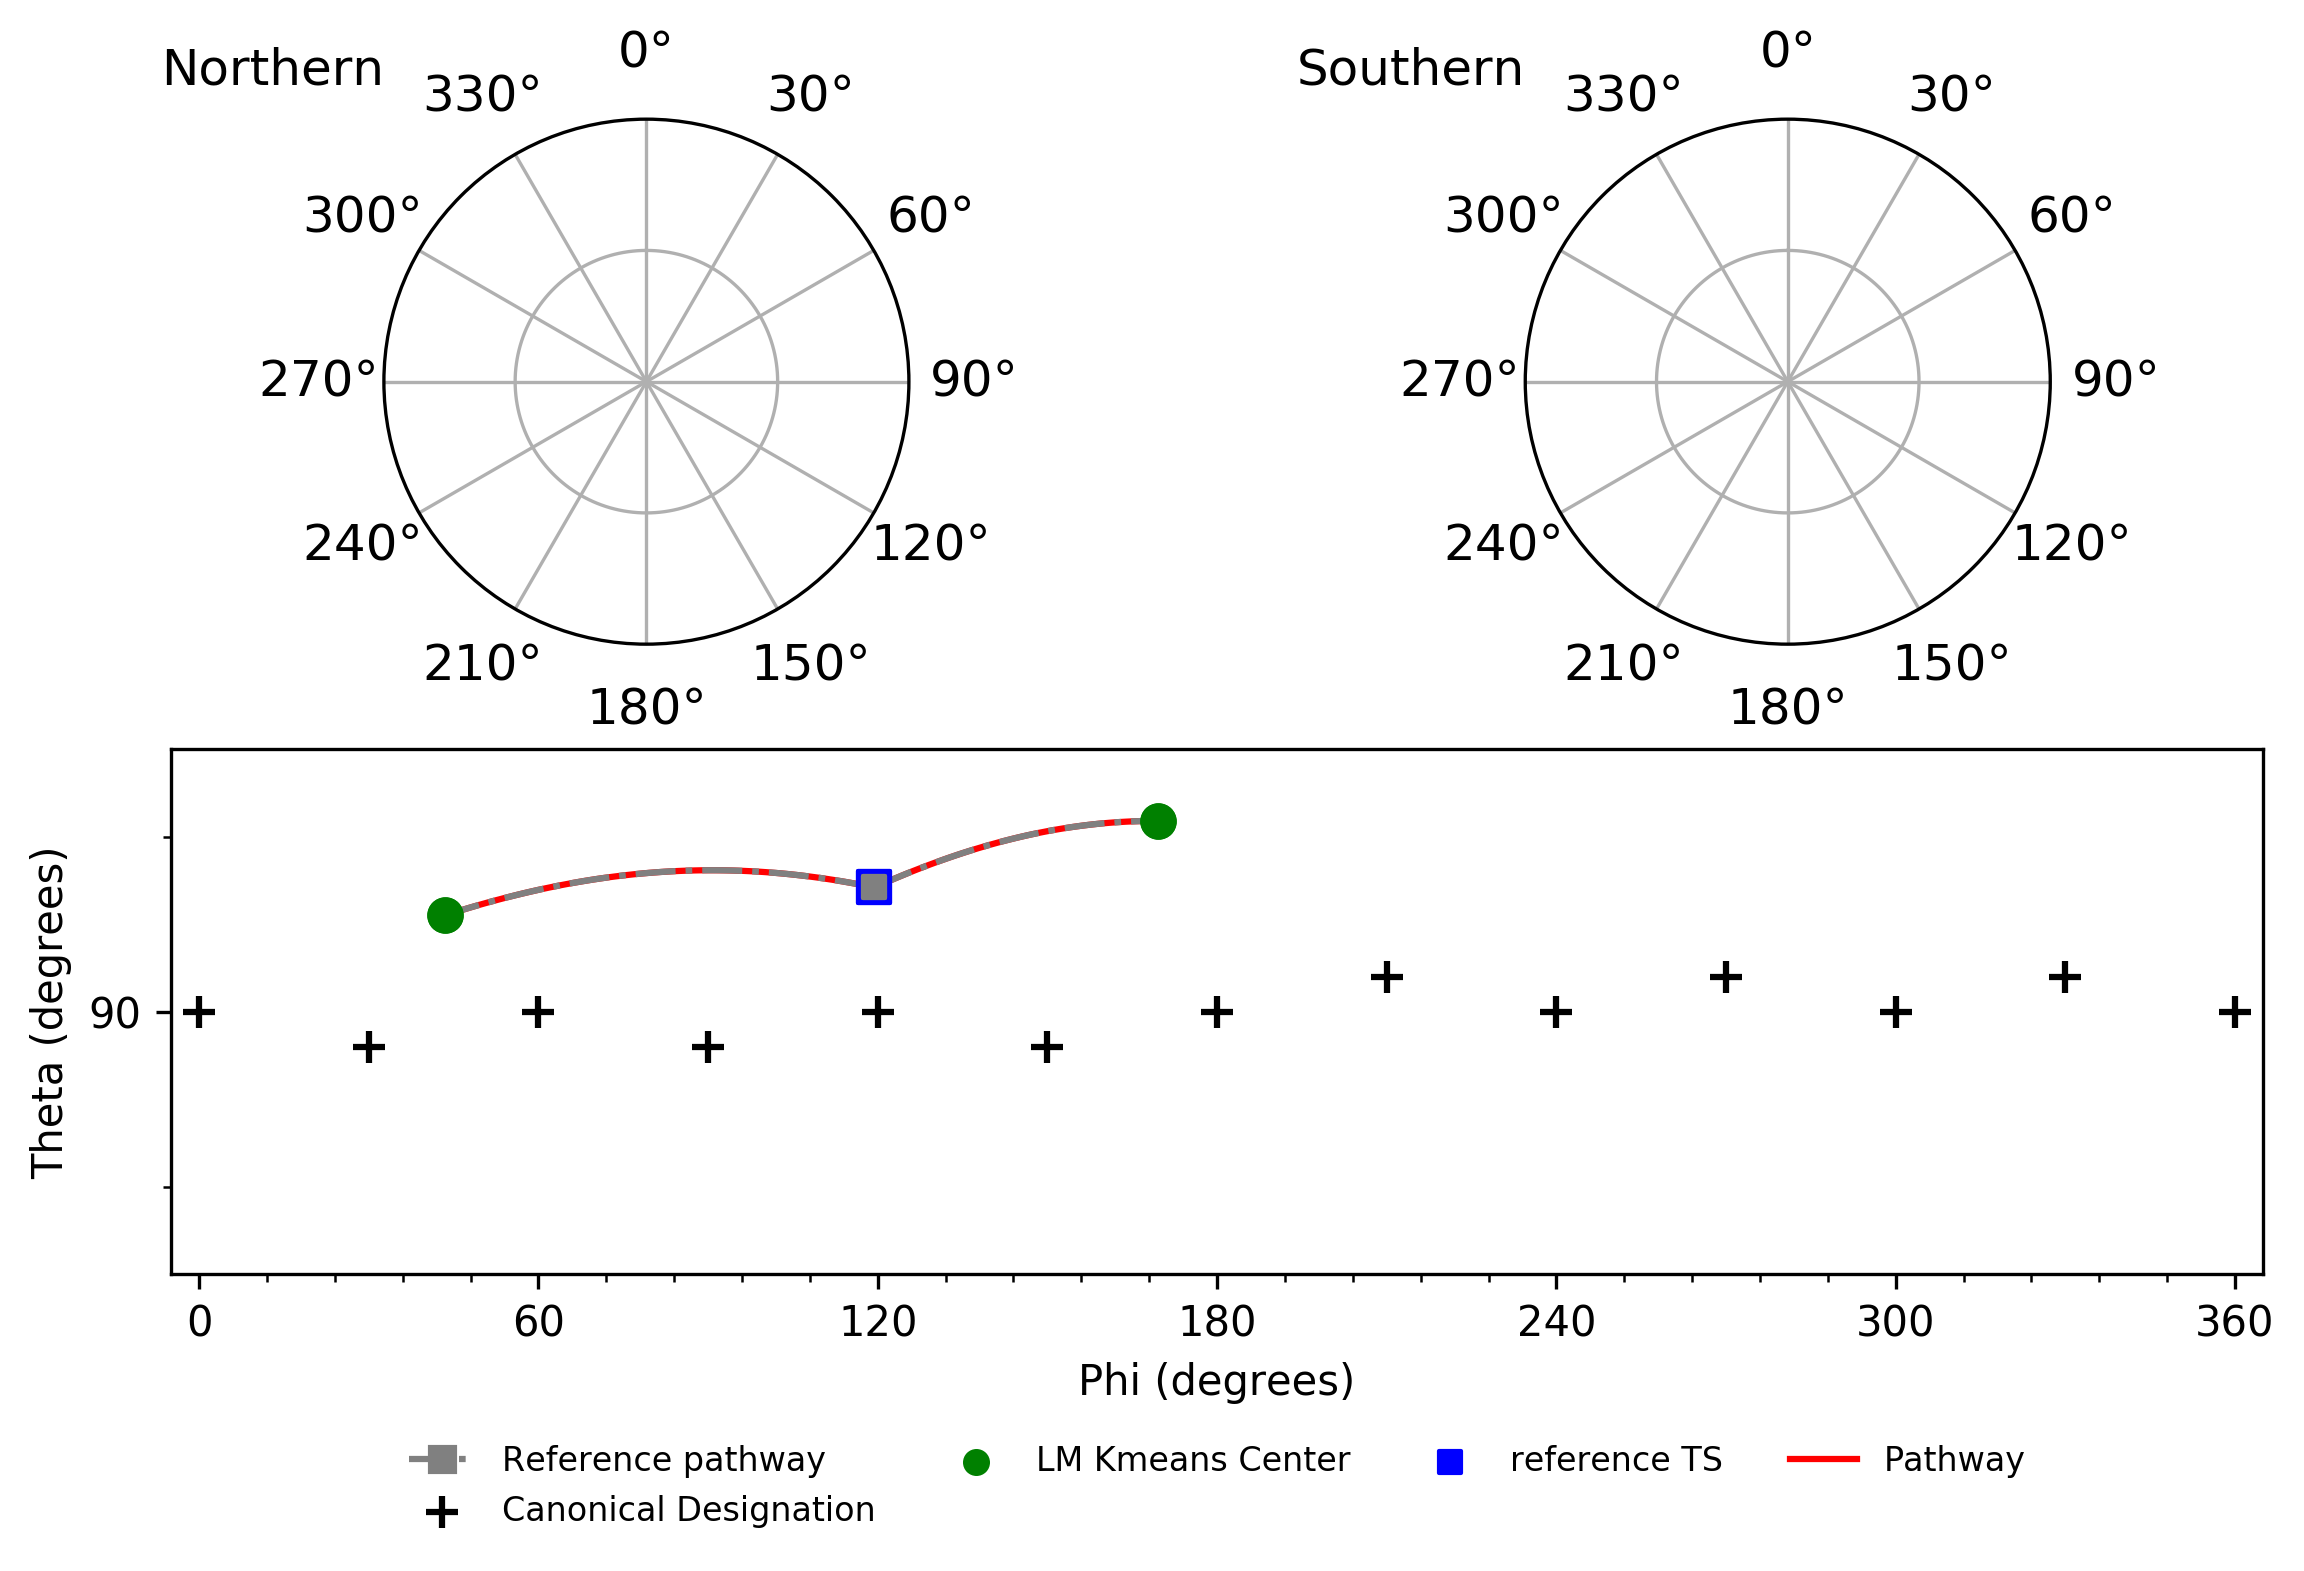 Northern
0°
30°
60°
90°
120°
150°
180°
210°
240°
270°
300°
330°
Southern
0°
30°
60°
90°
120°
150°
180°
210°
240°
270°
300°
330°
Theta (degrees)
90
0 60 120 180 240 300 360
Phi (degrees)
Reference pathway
Canonical Designation
LM Kmeans Center
reference TS
Pathway